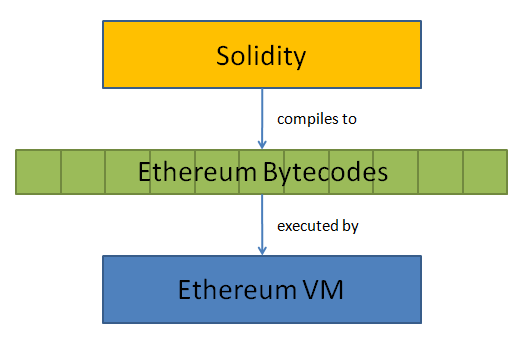 Solidity
compiles to
Ethereum Bytecodes
executed by
Ethereum VM